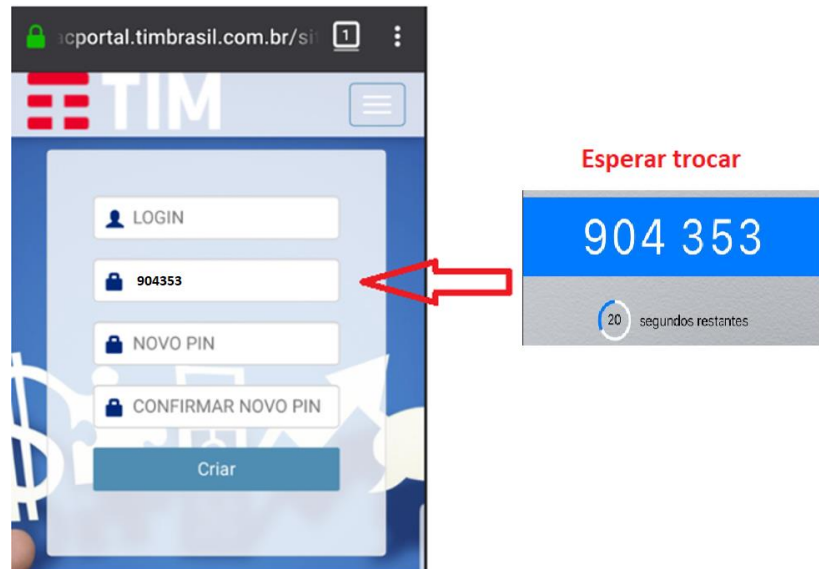 acportal.timbrasil.com.br/si
1
TIM
LOGIN
904353
NOVO PIN
CONFIRMAR NOVO PIN
Criar
Esperar trocar
904 353
20 segundos restantes